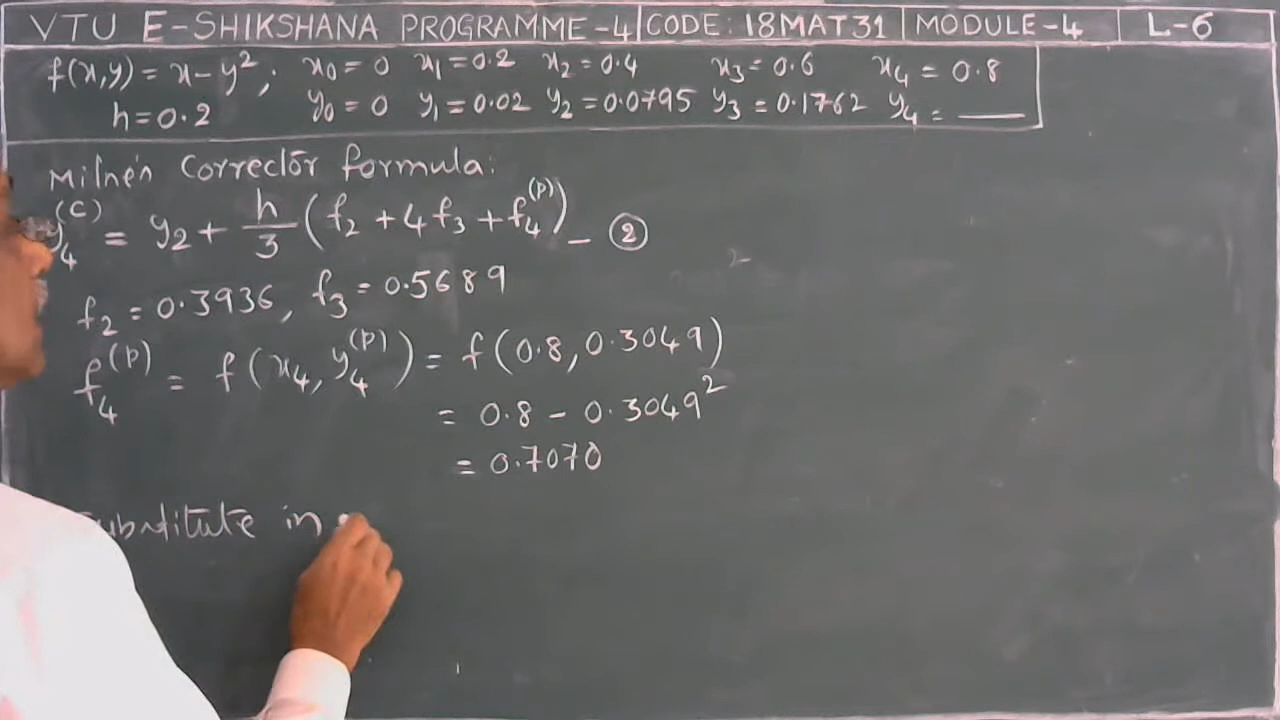 VTU E-SHIKSHANA PROGRAMME-4 | CODE: 18MAT31 | MODULE-4 | L-6
f(x,y) = x - y²; x₀ = 0 x₁ = 0.2 x₂ = 0.4 x₃ = 0.6 x₄ = 0.8
h = 0.2 y₀ = 0 y₁ = 0.02 y₂ = 0.0795 y₃ = 0.1762 y₄ = ___
Milne's Corrector formula:
y₄^(C) = y₂ + h/3 (f₂ + 4f₃ + f₄^(P)) - ②
f₂ = 0.3936, f₃ = 0.5689
f₄^(P) = f(x₄, y₄^(P)) = f(0.8, 0.3049)
= 0.8 - 0.3049²
= 0.7070
Substitute in